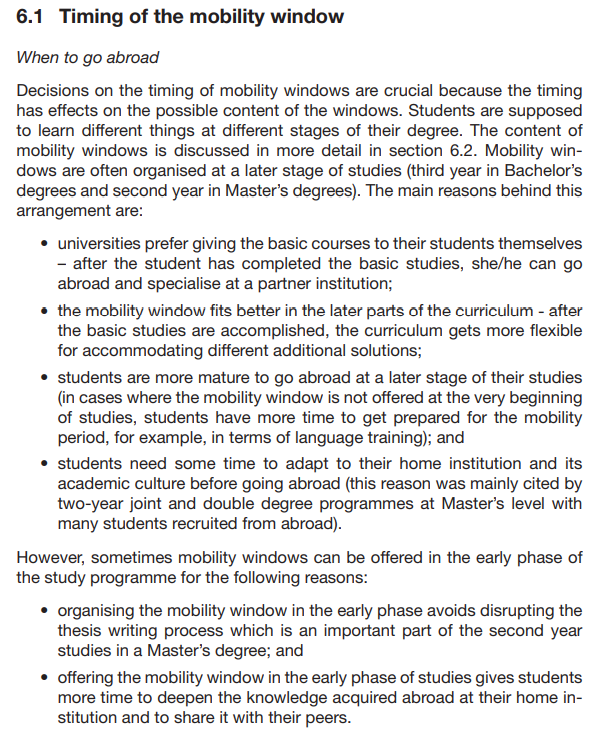 6.1 Timing of the mobility window
When to go abroad
Decisions on the timing of mobility windows are crucial because the timing
has effects on the possible content of the windows. Students are supposed
to learn different things at different stages of their degree. The content of
mobility windows is discussed in more detail in section 6.2. Mobility win-
dows are often organised at a later stage of studies (third year in Bachelor's
degrees and second year in Master's degrees). The main reasons behind this
arrangement are:
• universities prefer giving the basic courses to their students themselves
– after the student has completed the basic studies, she/he can go
abroad and specialise at a partner institution;
• the mobility window fits better in the later parts of the curriculum - after
the basic studies are accomplished, the curriculum gets more flexible
for accommodating different additional solutions;
• students are more mature to go abroad at a later stage of their studies
(in cases where the mobility window is not offered at the very beginning
of studies, students have more time to get prepared for the mobility
period, for example, in terms of language training); and
• students need some time to adapt to their home institution and its
academic culture before going abroad (this reason was mainly cited by
two-year joint and double degree programmes at Master's level with
many students recruited from abroad).
However, sometimes mobility windows can be offered in the early phase of
the study programme for the following reasons:
• organising the mobility window in the early phase avoids disrupting the
thesis writing process which is an important part of the second year
studies in a Master's degree; and
• offering the mobility window in the early phase of studies gives students
more time to deepen the knowledge acquired abroad at their home in-
stitution and to share it with their peers.